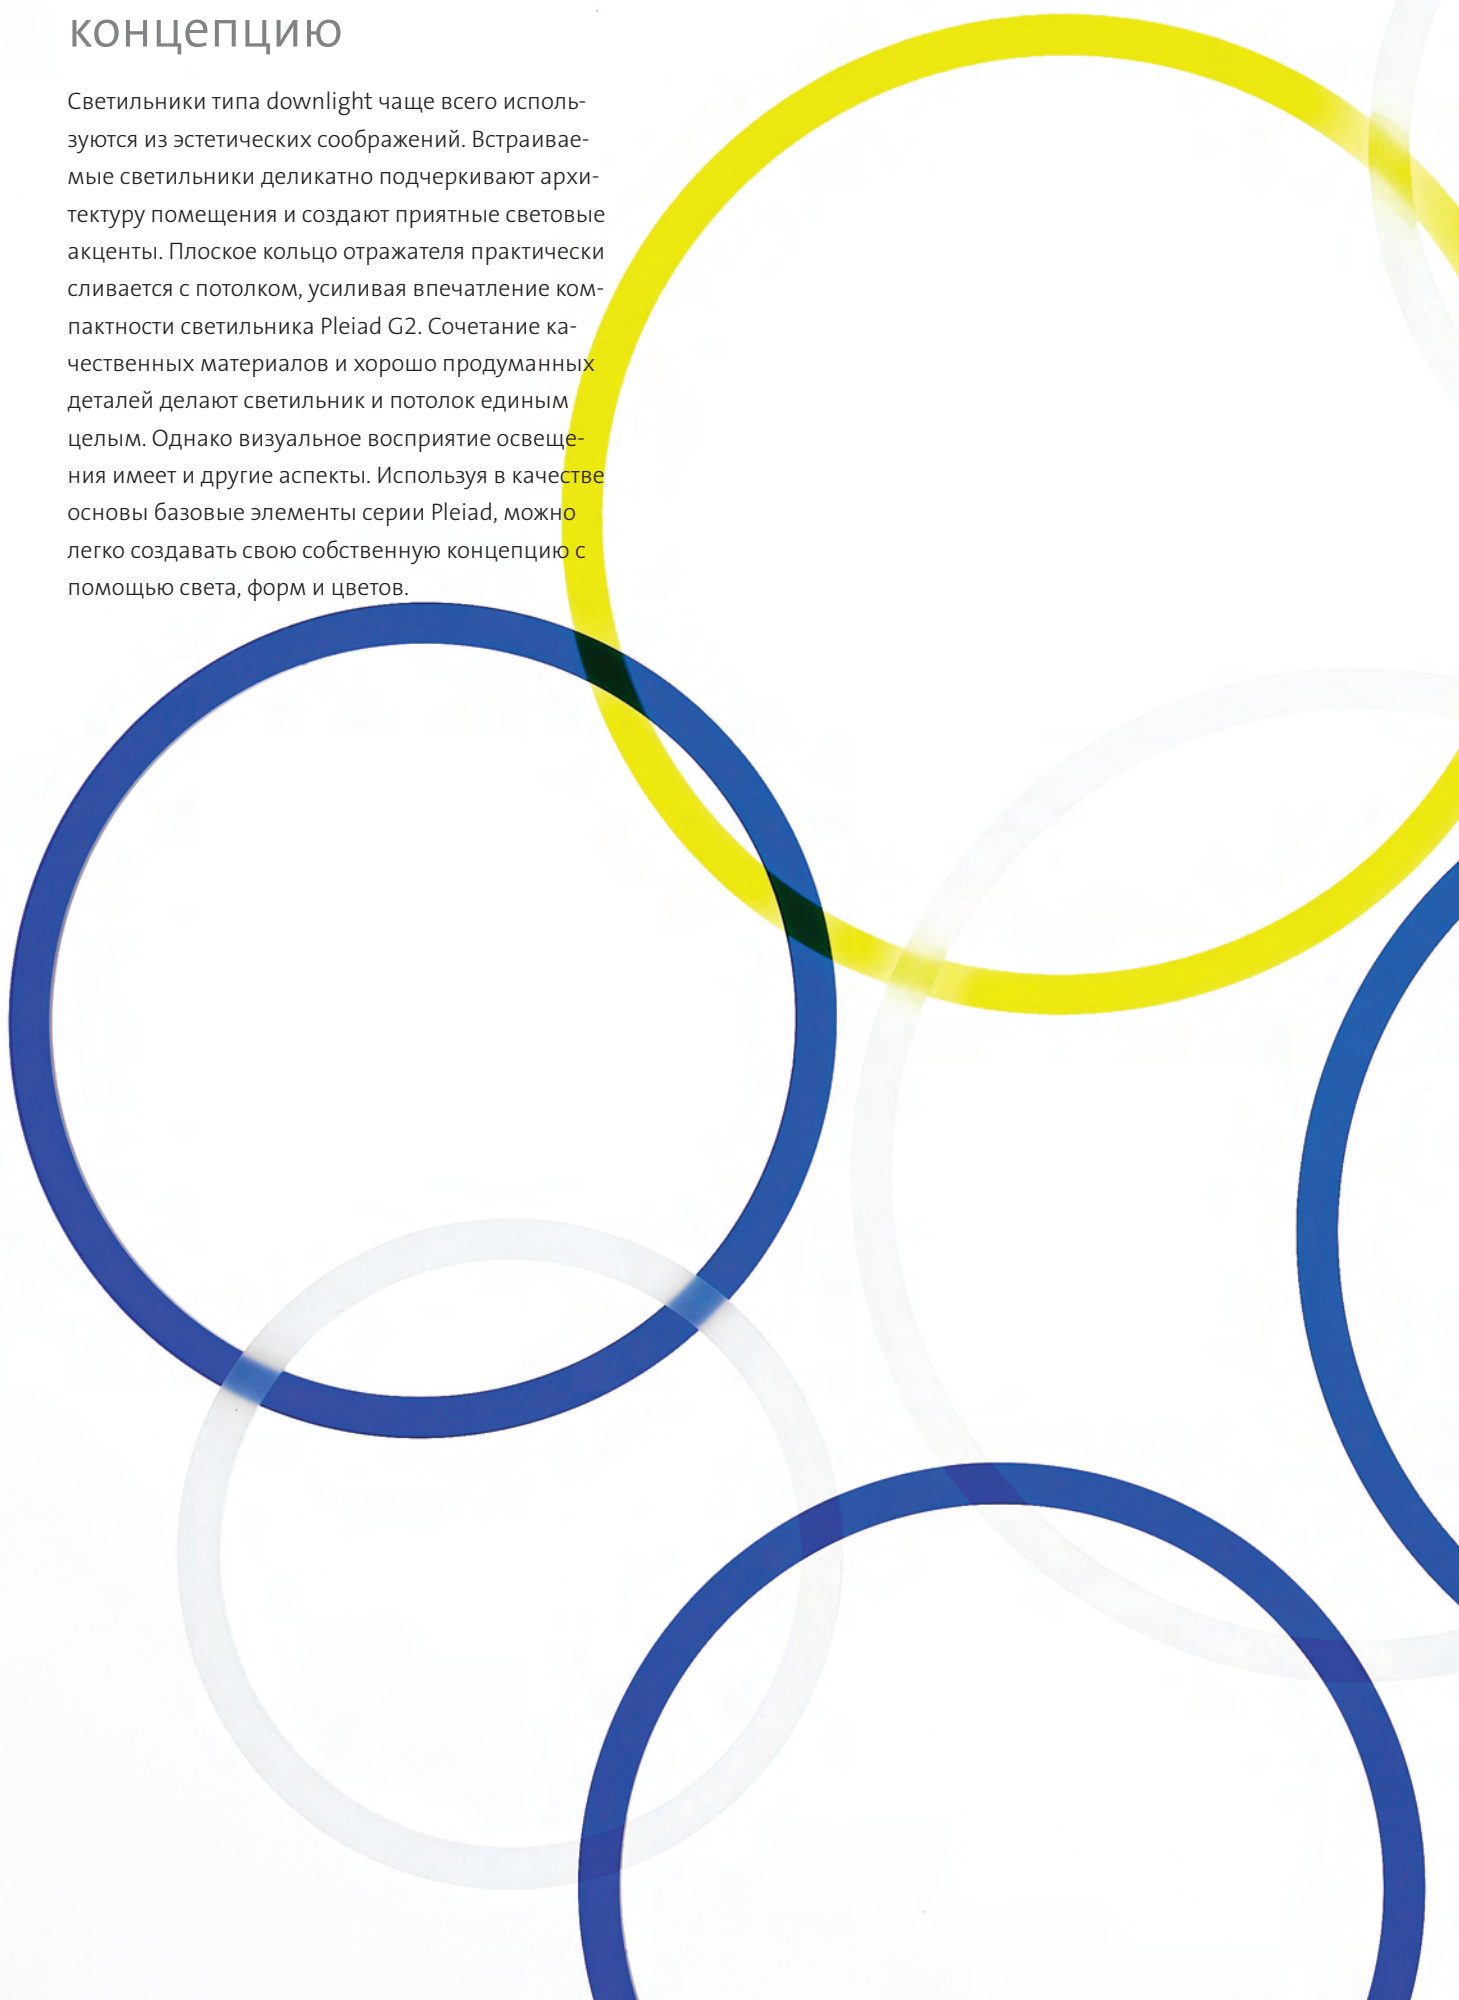 концепцию
Светильники типа downlight чаще всего исполь-
зуются из эстетических соображений. Встраивае-
мые светильники деликатно подчеркивают архи-
тектуру помещения и создают приятные световые
акценты. Плоское кольцо отражателя практически
сливается с потолком, усиливая впечатление ком-
пактности светильника Pleiad G2. Сочетание ка-
чественных материалов и хорошо продуманных
деталей делают светильник и потолок единым
целым. Однако визуальное восприятие освеще-
ния имеет и другие аспекты. Используя в качестве
основы базовые элементы серии Pleiad, можно
легко создавать свою собственную концепцию с
помощью света, форм и цветов.